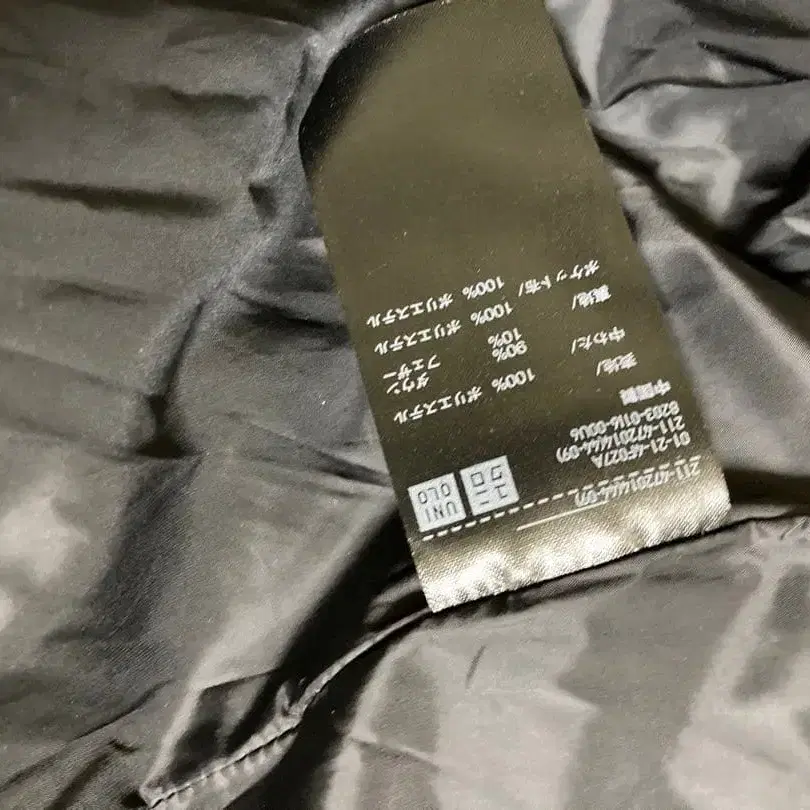 211-472014(44-09)
ユニ
クロ
UNI
QLO
01-21-4F027A
211-472014(44-09)
8203-0116-00U6
中国製
表地/ 100% ポリエステル
中わた/ 90% ダウン
10% フェザー
裏地/ 100% ポリエステル
ポケット布/ 100% ポリエステル